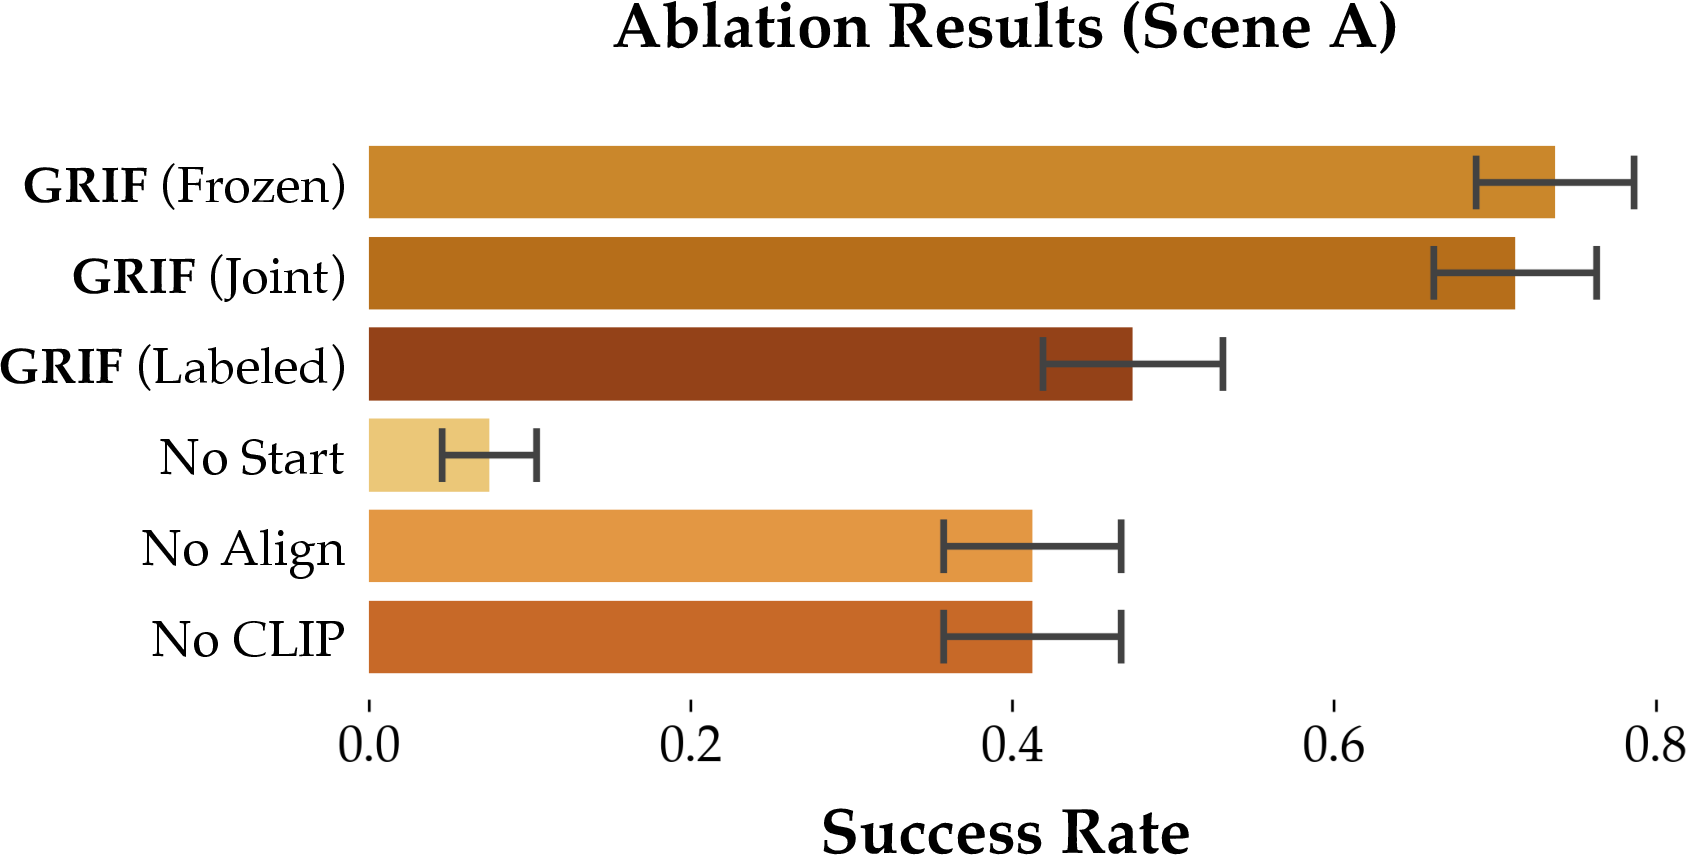 Ablation Results (Scene A)
GRIF (Frozen)
GRIF (Joint)
GRIF (Labeled)
No Start
No Align
No CLIP
0.0 0.2 0.4 0.6 0.8
Success Rate